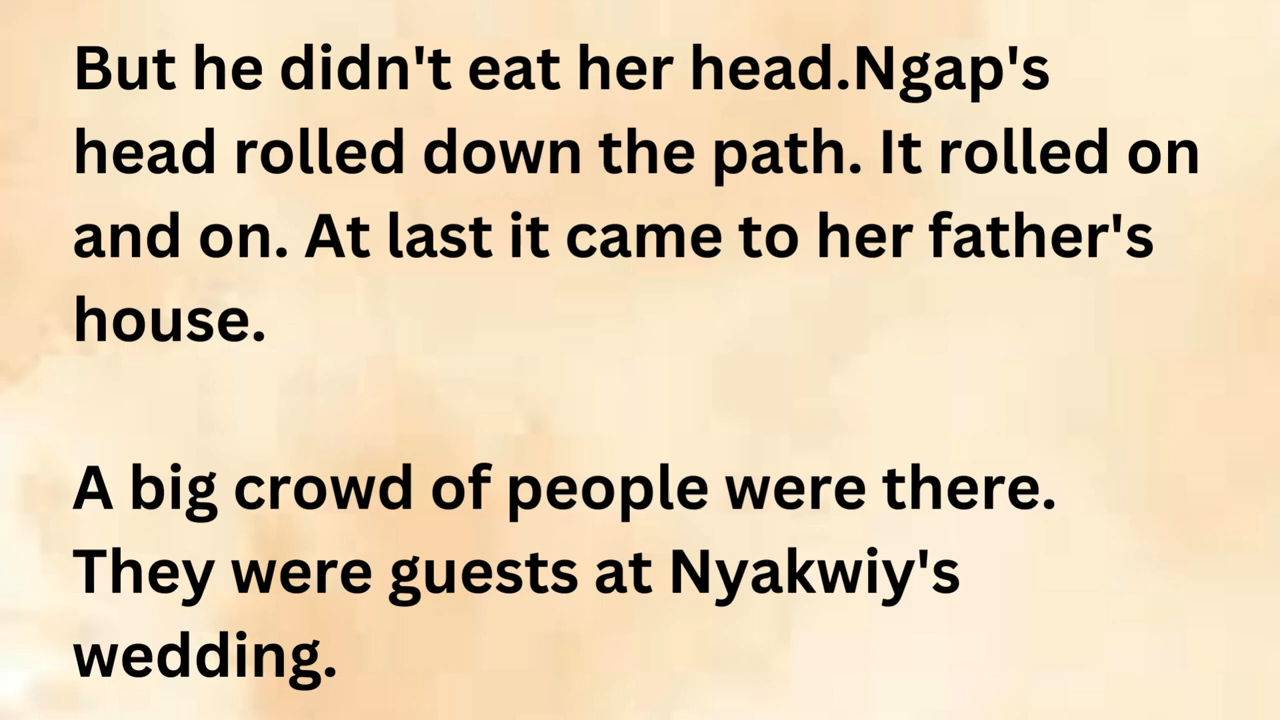 But he didn't eat her head.Ngap's
head rolled down the path. It rolled on
and on. At last it came to her father's
house.
A big crowd of people were there.
They were guests at Nyakwiy's
wedding.